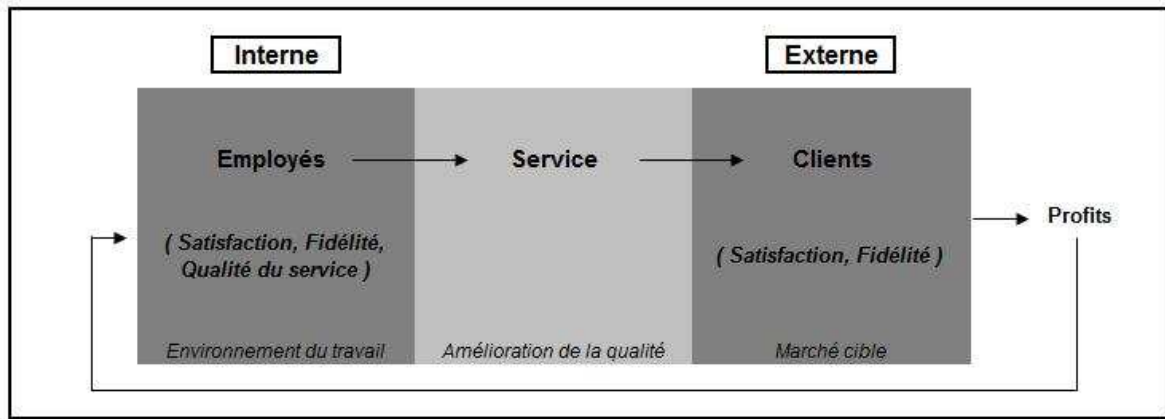 Interne
Externe
Employés
Service
Clients
Profits
( Satisfaction, Fidélité,
Qualité du service )
( Satisfaction, Fidélité )
Environnement du travail
Amélioration de la qualité
Marché cible